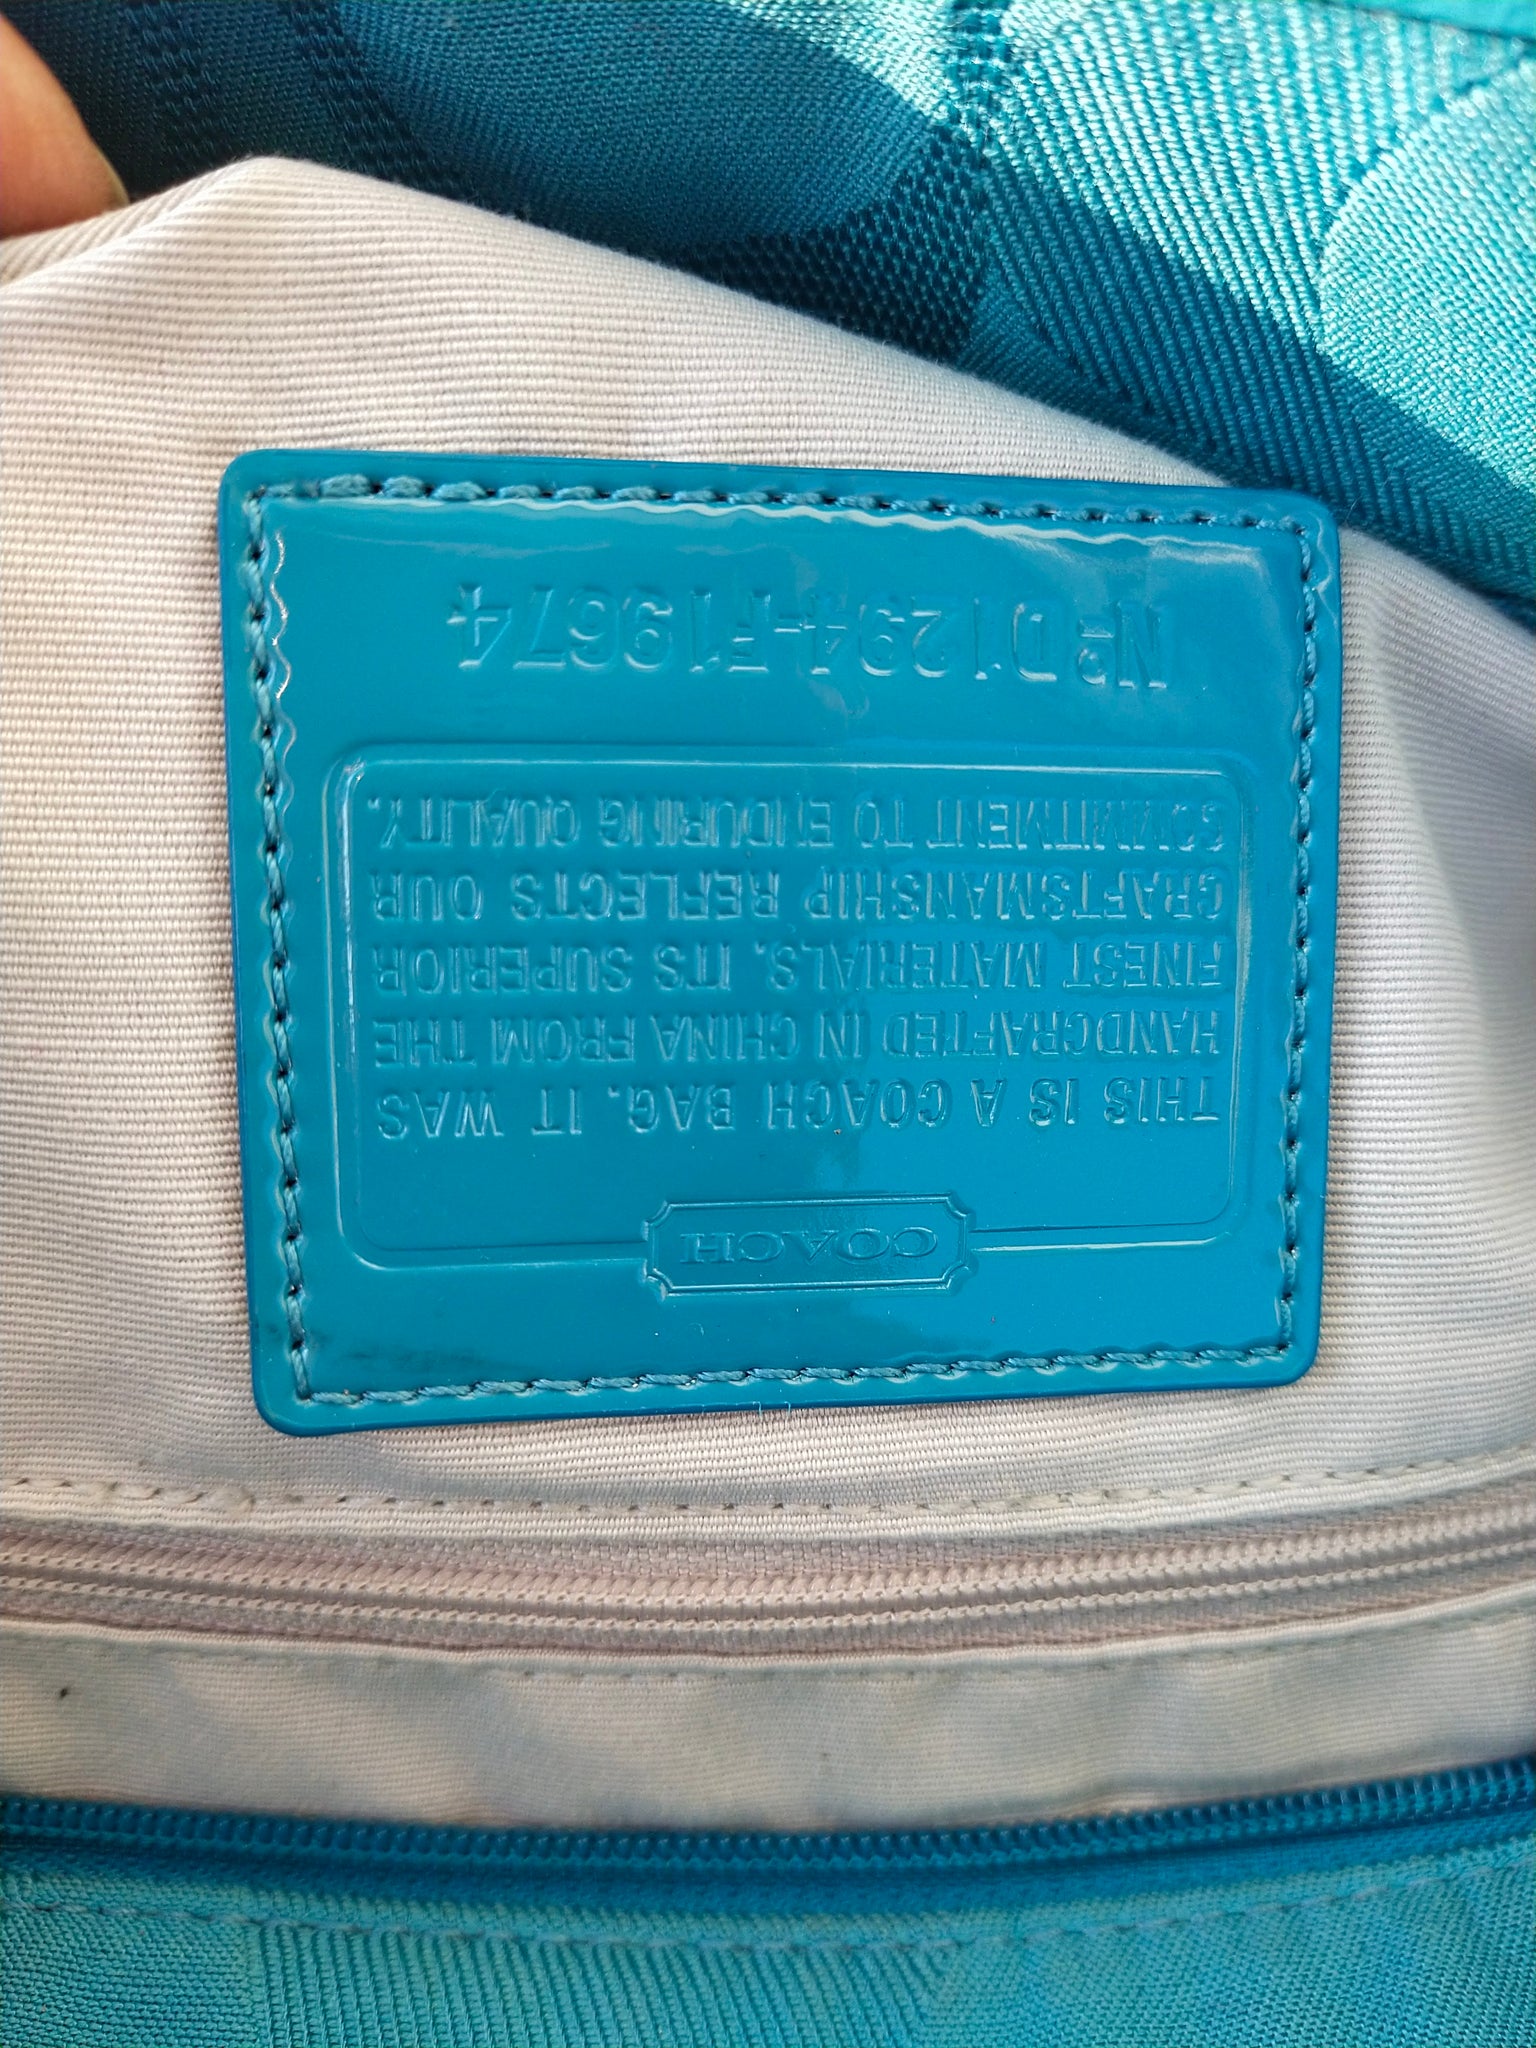 COACH
THIS IS A COACH BAG. IT WAS
HANDCRAFTED IN CHINA FROM THE
FINEST MATERIALS. ITS SUPERIOR
CRAFTSMANSHIP REFLECTS OUR
COMMITMENT TO ENDURING QUALITY.
Nº D1294-F19674